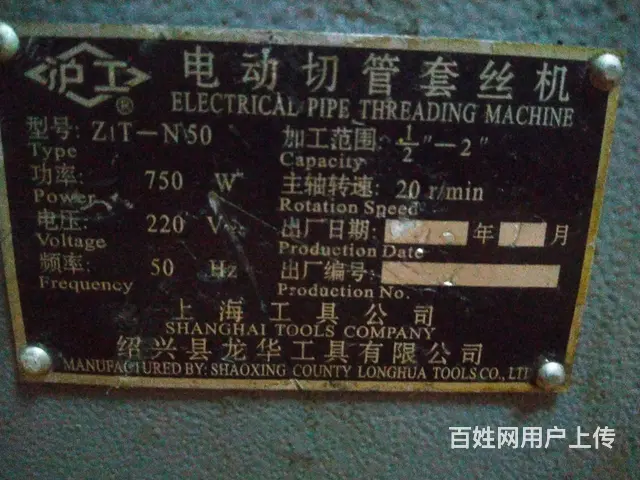 沪工®
电动切管套丝机
ELECTRICAL PIPE THREADING MACHINE
型号: Z1T-N50 加工范围: 1/2"-2"
Type Capacity
功率: 750 W 主轴转速: 20 r/min
Power Rotation Speed
电压: 220 V 出厂日期: 年 月
Voltage Production Date
频率: 50 Hz 出厂编号:
Frequency Production No.
上海工具公司
SHANGHAI TOOLS COMPANY
绍兴县龙华工具有限公司
MANUFACTURED BY: SHAOXING COUNTY LONGHUA TOOLS.CO., LTD
百姓网用户上传